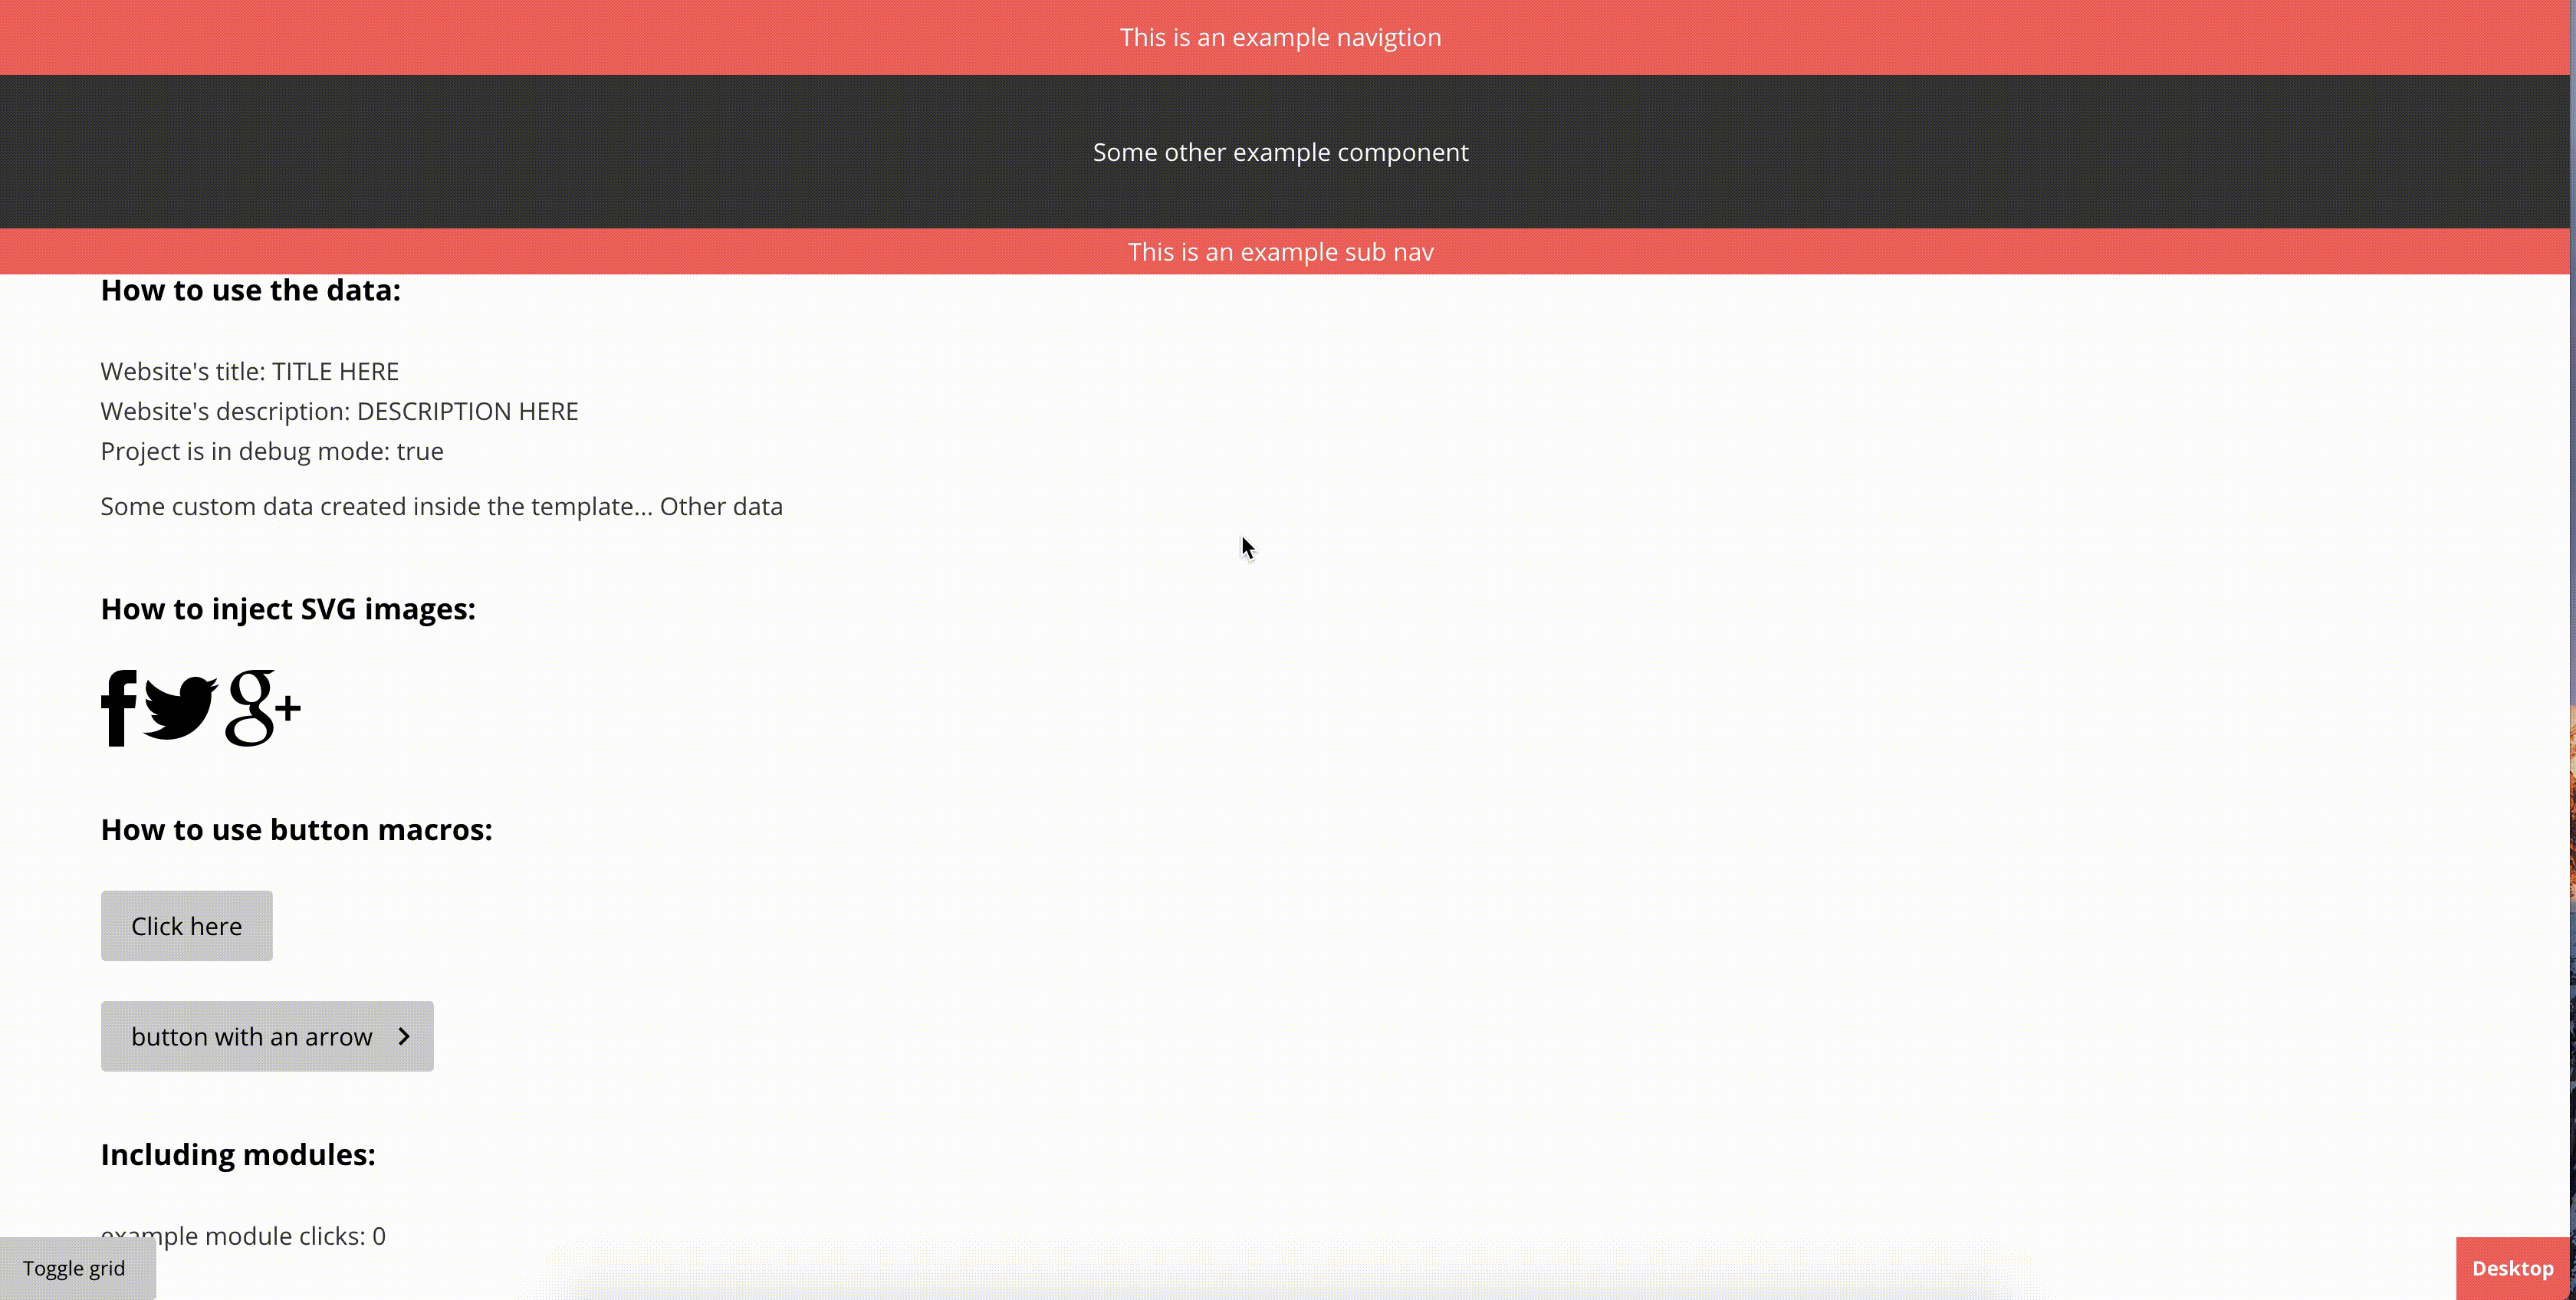 This is an example navigtion
Some other example component
This is an example sub nav
How to use the data:
Website's title: TITLE HERE
Website's description: DESCRIPTION HERE
Project is in debug mode: true
Some custom data created inside the template... Other data
How to inject SVG images:
How to use button macros:
Click here
button with an arrow
Including modules:
example module clicks: 0
Toggle grid
Desktop